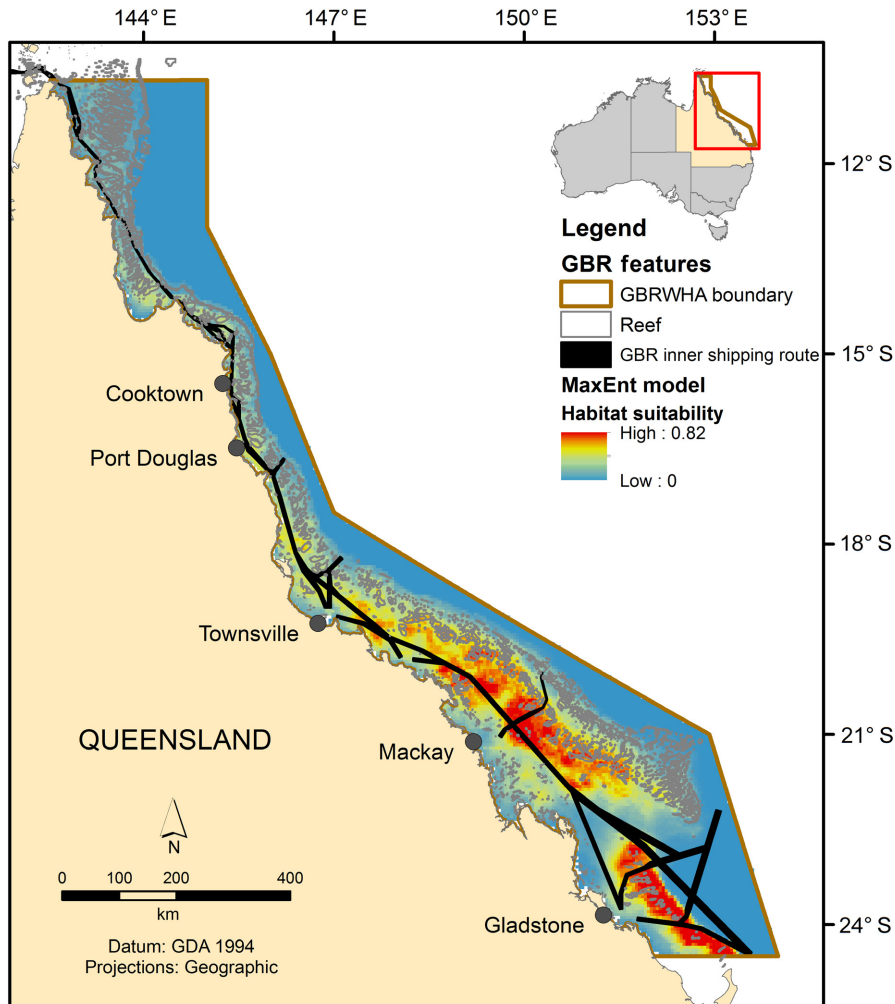 144° E
147° E
150° E
153° E
12° S
15° S
18° S
21° S
24° S
Legend
GBR features
GBRWHA boundary
Reef
GBR inner shipping route
MaxEnt model
Habitat suitability
High : 0.82
Low : 0
Cooktown
Port Douglas
Townsville
QUEENSLAND
Mackay
Gladstone
N
0 100 200 400
km
Datum: GDA 1994
Projections: Geographic